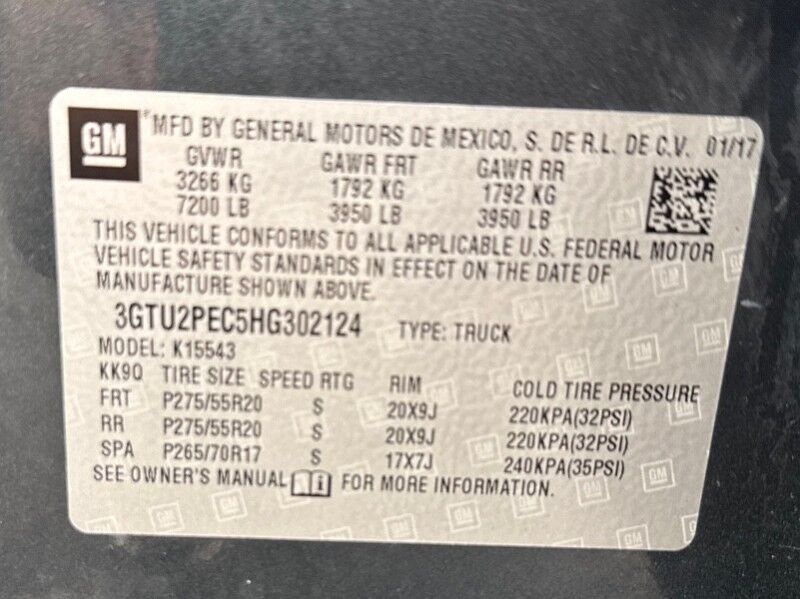 GM *MFD BY GENERAL MOTORS DE MEXICO, S. DE R.L. DE C.V. 01/17
GVWR GAWR FRT GAWR RR
3266 KG 1792 KG 1792 KG
7200 LB 3950 LB 3950 LB
THIS VEHICLE CONFORMS TO ALL APPLICABLE U.S. FEDERAL MOTOR
VEHICLE SAFETY STANDARDS IN EFFECT ON THE DATE OF
MANUFACTURE SHOWN ABOVE.
3GTU2PEC5HG302124 TYPE: TRUCK
MODEL: K15543
KK9Q TIRE SIZE SPEED RTG RIM COLD TIRE PRESSURE
FRT P275/55R20 S 20X9J 220KPA(32PSI)
RR P275/55R20 S 20X9J 220KPA(32PSI)
SPA P265/70R17 S 17X7J 240KPA(35PSI)
SEE OWNER'S MANUAL FOR MORE INFORMATION.